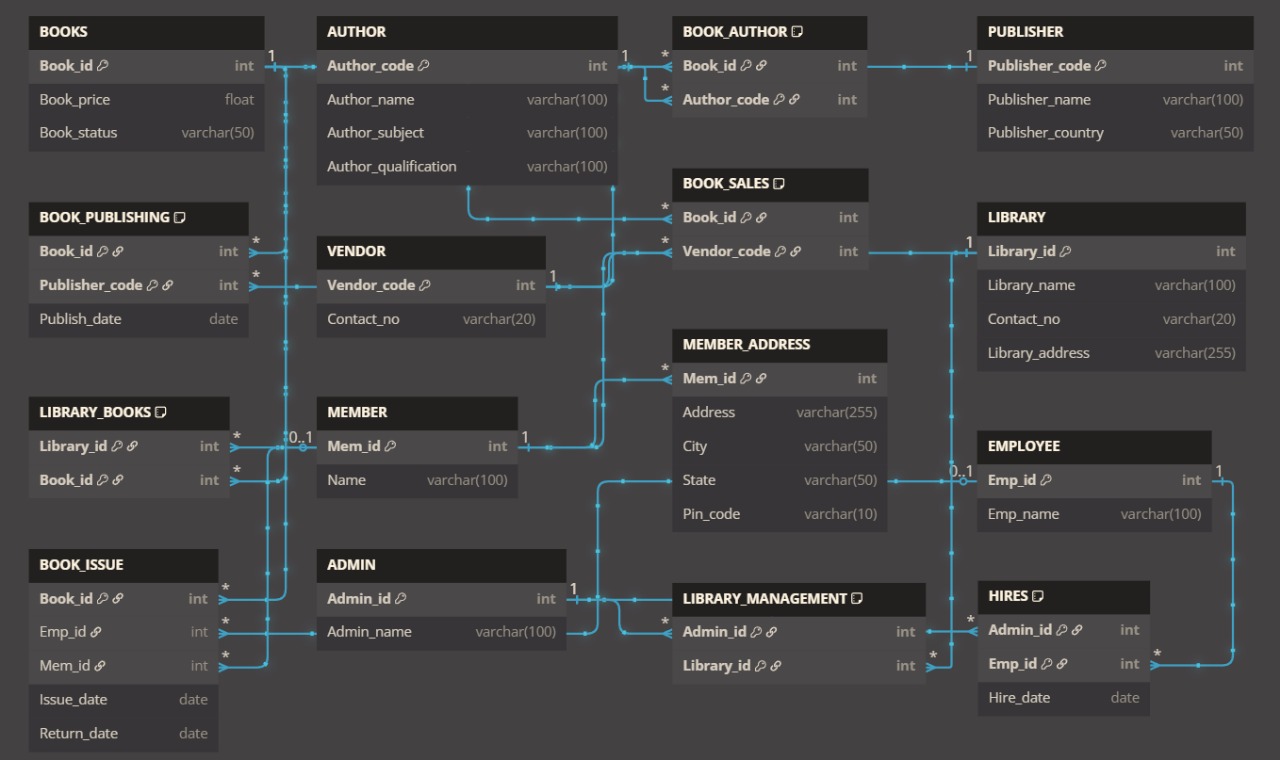 BOOKS
Book_id int
Book_price float
Book_status varchar(50)
1
AUTHOR
Author_code int
Author_name varchar(100)
Author_subject varchar(100)
Author_qualification varchar(100)
1
BOOK_AUTHOR
* Book_id int
* Author_code int
PUBLISHER
1
Publisher_code int
Publisher_name varchar(100)
Publisher_country varchar(50)
BOOK_PUBLISHING
Book_id int *
Publisher_code int *
Publish_date date
VENDOR
Vendor_code int 1
Contact_no varchar(20)
BOOK_SALES
* Book_id int
* Vendor_code int
LIBRARY
1
Library_id int
Library_name varchar(100)
Contact_no varchar(20)
Library_address varchar(255)
LIBRARY_BOOKS
Library_id int *
Book_id int *
MEMBER
0..1
Mem_id int 1
Name varchar(100)
MEMBER_ADDRESS
* Mem_id int
Address varchar(255)
City varchar(50)
State varchar(50)
Pin_code varchar(10)
EMPLOYEE
0..1
Emp_id int 1
Emp_name varchar(100)
BOOK_ISSUE
Book_id int *
Emp_id int *
Mem_id int *
Issue_date date
Return_date date
ADMIN
Admin_id int 1
Admin_name varchar(100)
LIBRARY_MANAGEMENT
* Admin_id int
Library_id int *
HIRES
* Admin_id int
Emp_id int *
Hire_date date